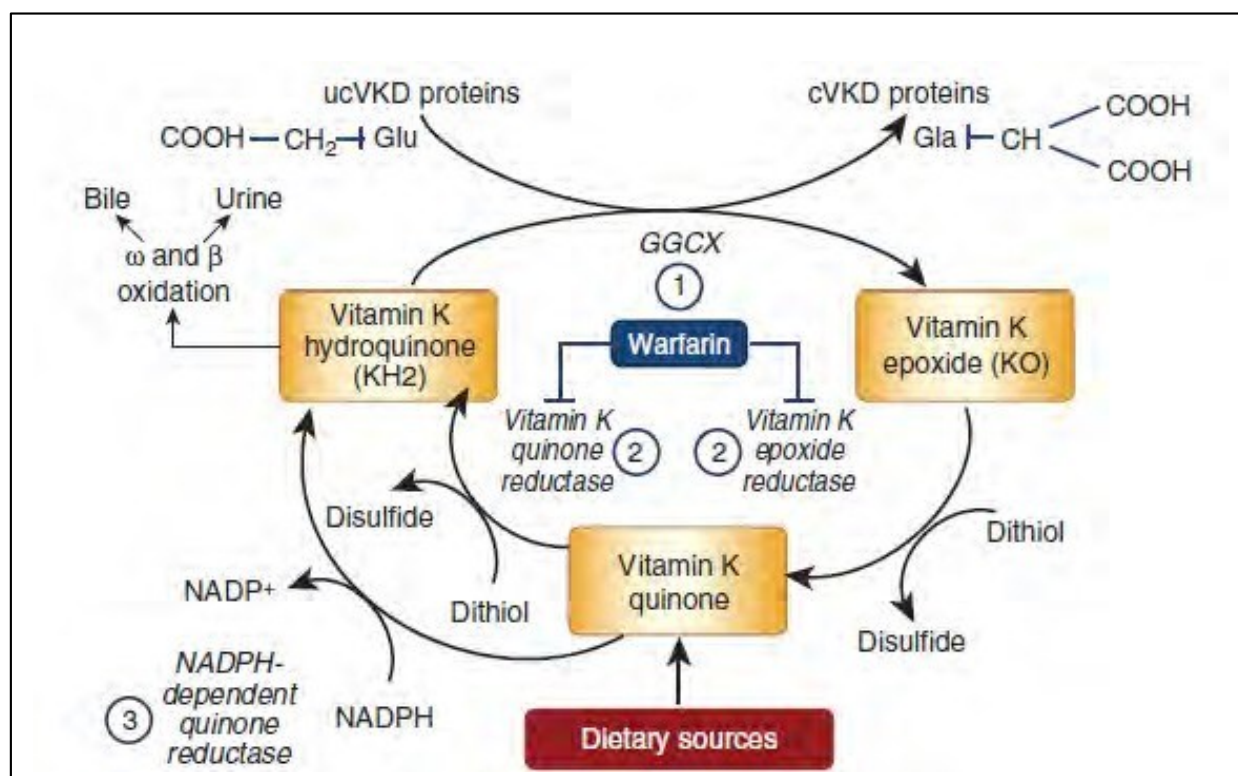 ucVKD proteins
cVKD proteins
COOH
COOH CH₂ Glu
Gla CH
COOH
Bile
Urine
ω and β
oxidation
GGCX
1
Vitamin K
hydroquinone
(KH2)
Warfarin
Vitamin K
epoxide (KO)
Vitamin K
quinone
reductase
2
2
Vitamin K
epoxide
reductase
Disulfide
Dithiol
Vitamin K
quinone
NADP+
Dithiol
Disulfide
3
NADPH-
dependent
quinone
reductase
NADPH
Dietary sources